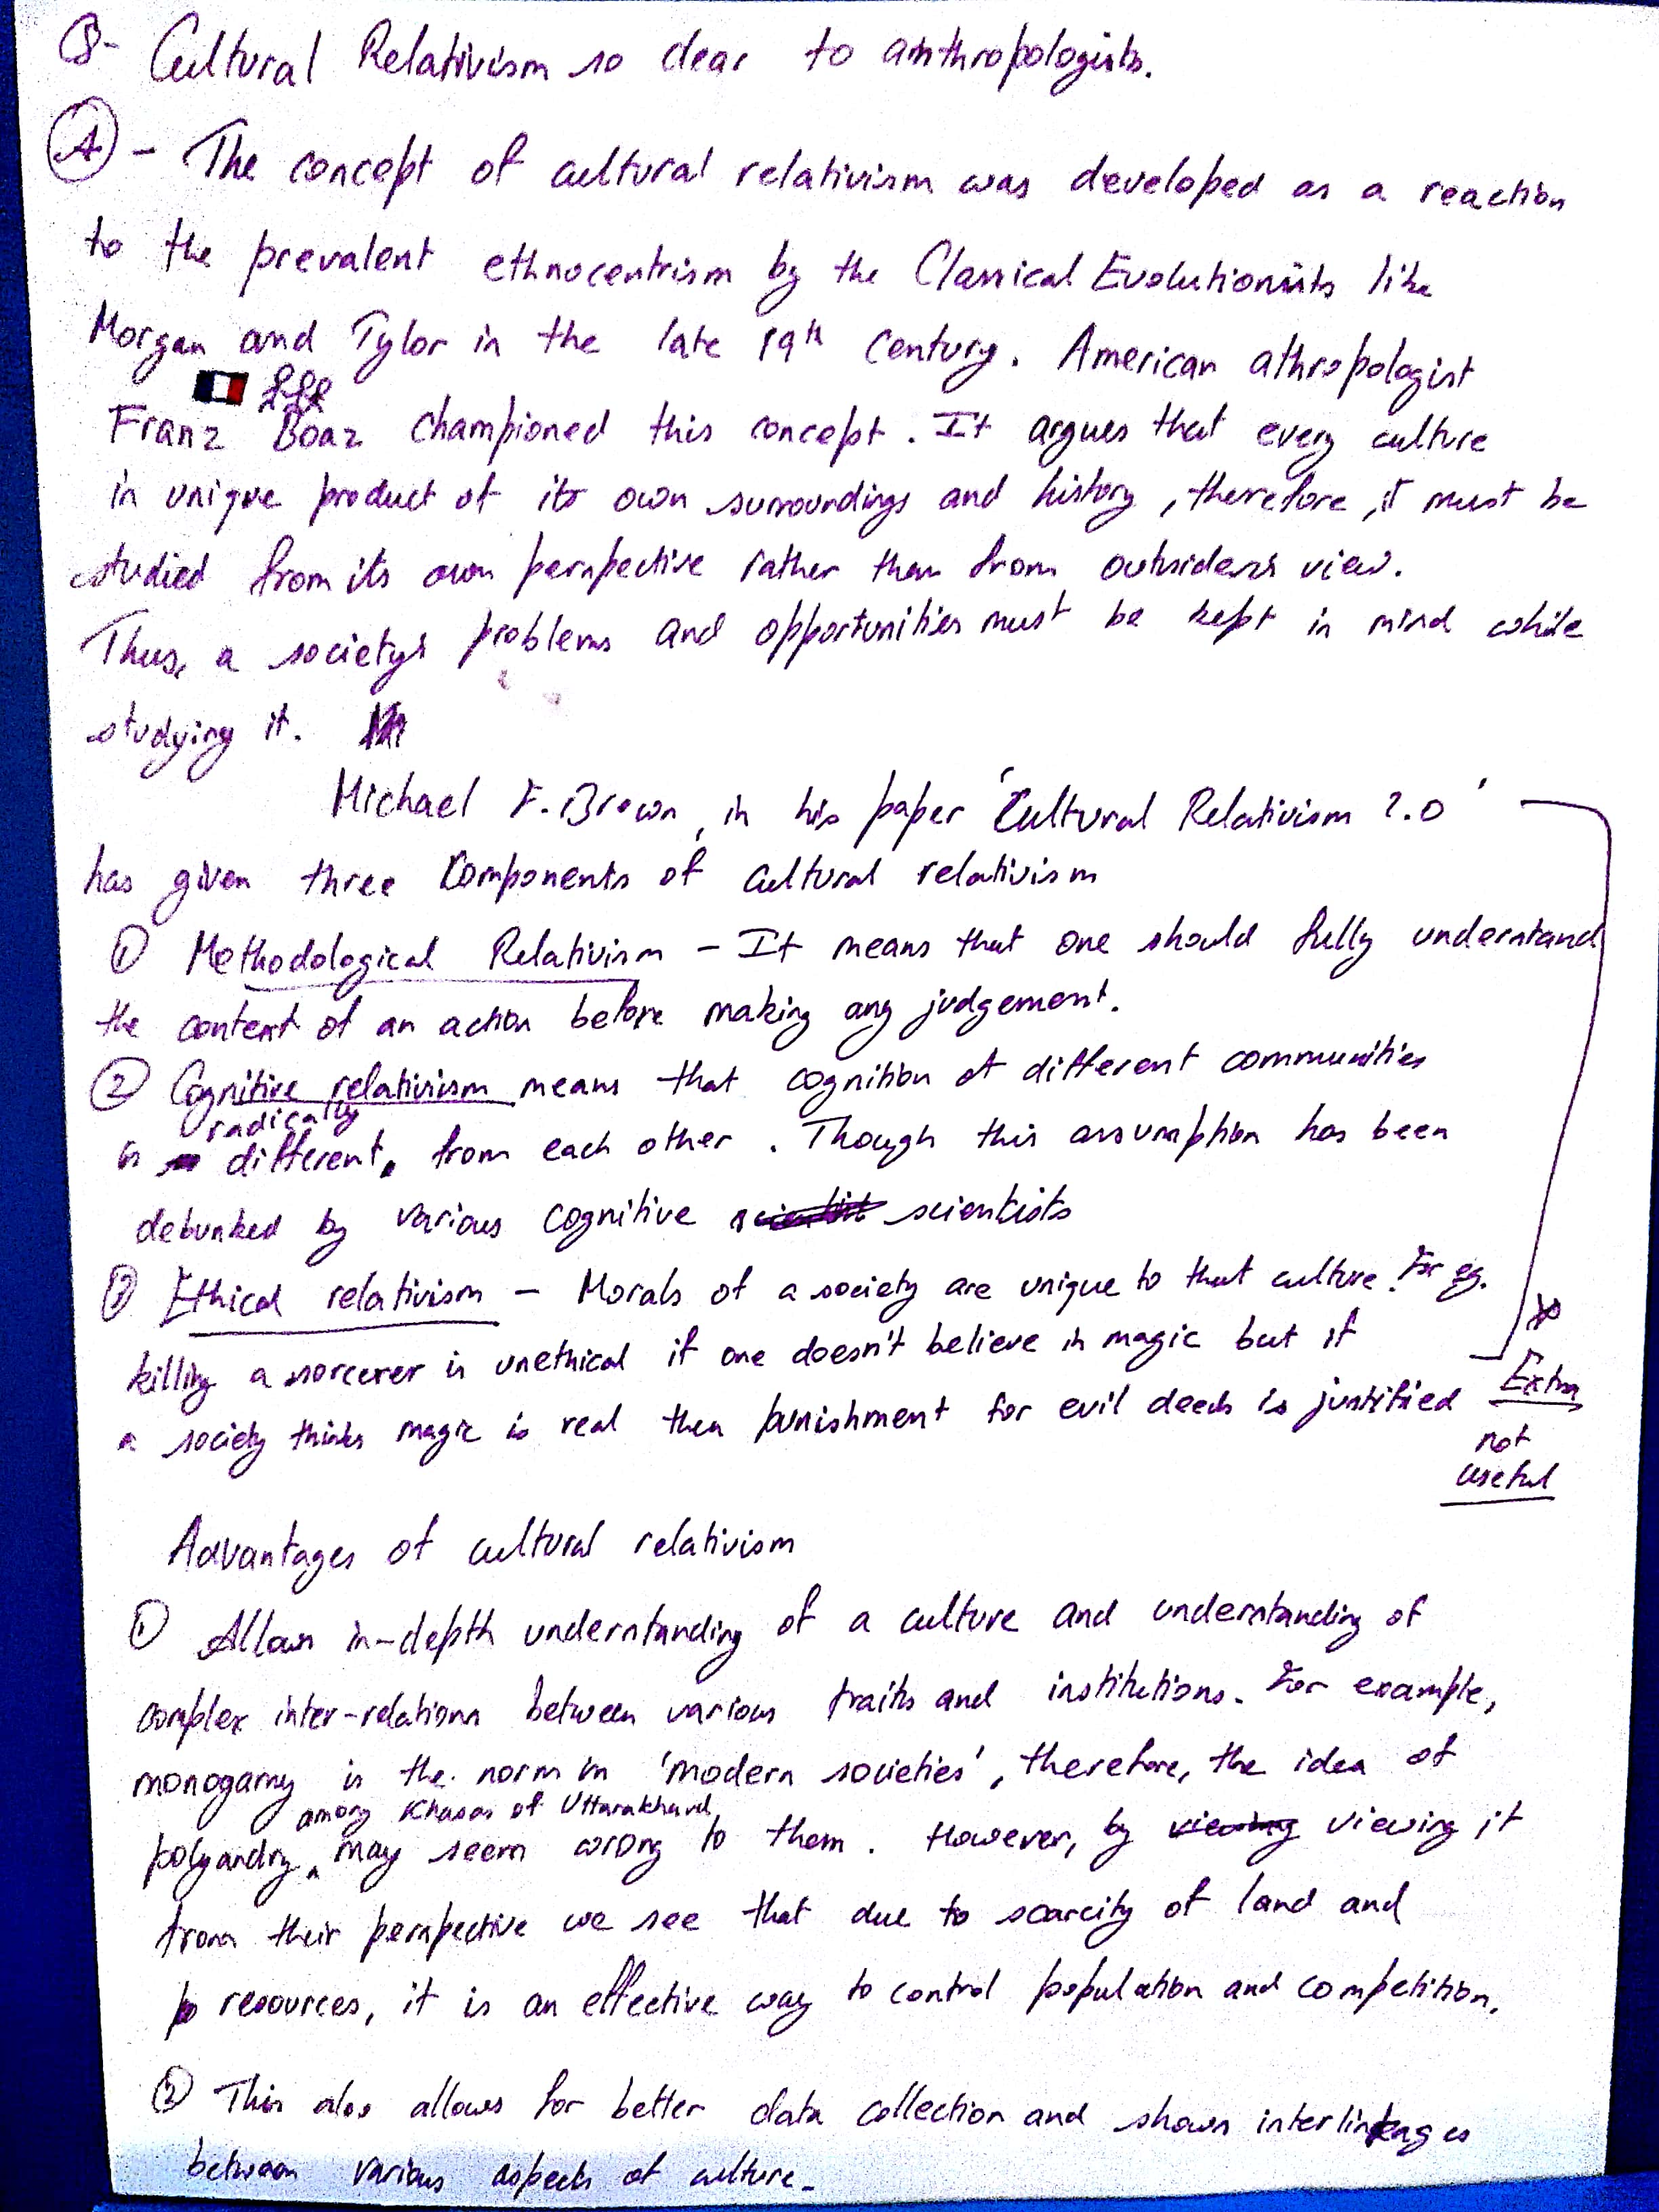 Q- Cultural Relativism so dear to anthropologists.
A - The concept of cultural relativism was developed as a reaction
to the prevalent ethnocentrism by the Classical Evolutionists like
Morgan and Tylor in the late 19th century. American athropologist
Franz Boaz championed this concept. It argues that every culture
is unique product of its own surroundings and history, therefore, it must be
studied from its own perspective rather than from outsiders view.
Thus, a societys problems and opportunities must be kept in mind while
studying it.
Michael F. Brown, in his paper 'Cultural Relativism 2.0'
has given three components of cultural relativism
① Methodological Relativism - It means that one should fully understand
the context of an action before making any judgement.
② Cognitive relativism means that cognition of different communities
is radically different from each other. Though this assumption has been
debunked by various cognitive scientists
③ Ethical relativism - Morals of a society are unique to that culture. For eg.
killing a sorcerer is unethical if one doesn't believe in magic but if
a society thinks magic is real then punishment for evil deeds is justified
Extra
not
useful
Advantages of cultural relativism
① Allows in-depth understanding of a culture and understanding of
complex inter-relations between various traits and institutions. For example,
monogamy is the norm in 'modern societies', therefore, the idea of
polyandry among Khasas of Uttarakhand, may seem wrong to them. However, by viewing it
from their perspective we see that due to scarcity of land and
resources, it is an effective way to control population and competition.
② This also allows for better data collection and shows interlinkages
between various aspects of culture.